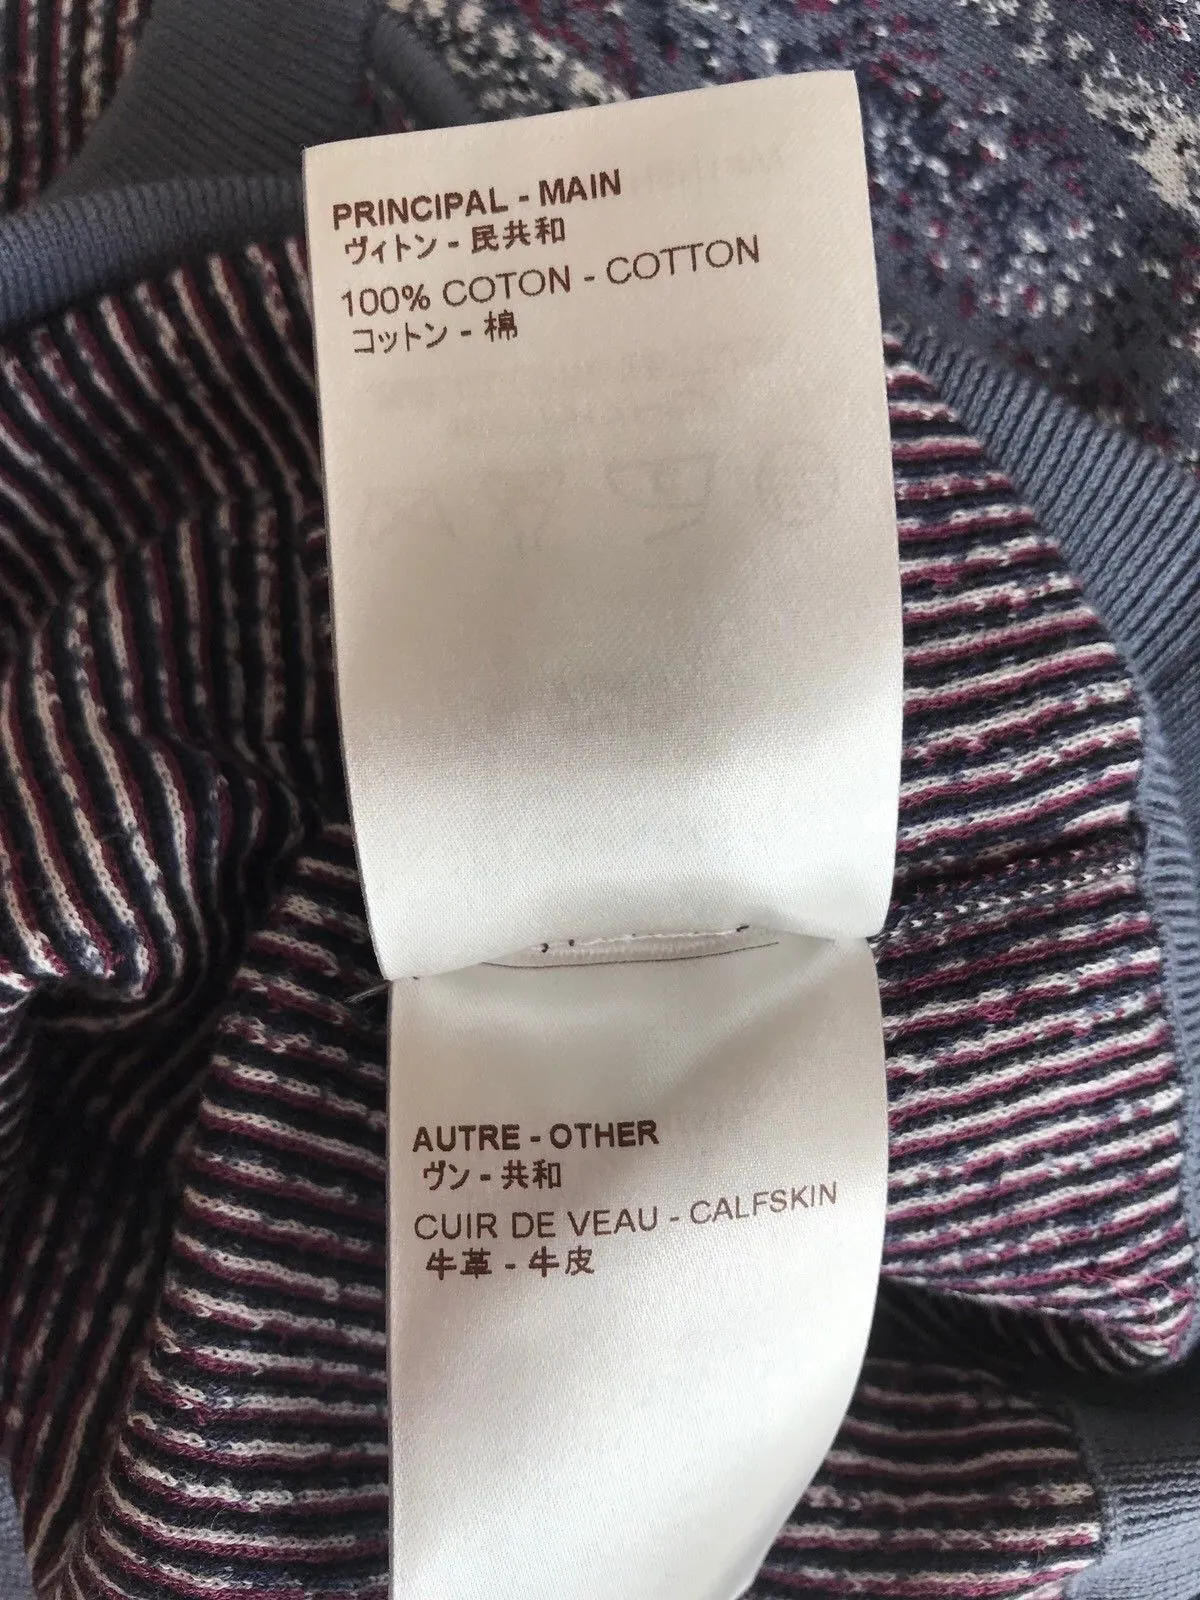 PRINCIPAL - MAIN
ヴィトン - 民共和
100% COTON - COTTON
コットン - 棉
AUTRE - OTHER
ヴン - 共和
CUIR DE VEAU - CALFSKIN
牛革 - 牛皮